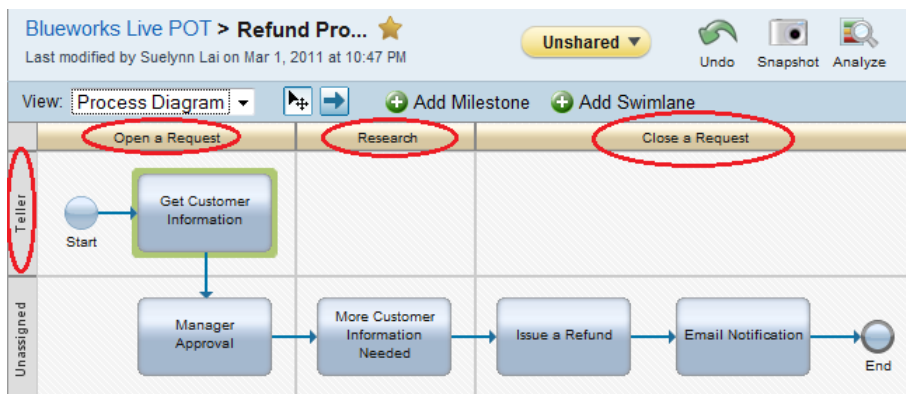 Blueworks Live POT > Refund Pro...
Last modified by Suelynn Lai on Mar 1, 2011 at 10:47 PM
Unshared
Undo
Snapshot
Analyze
View:
Process Diagram
Add Milestone
Add Swimlane
Open a Request
Research
Close a Request
Teller
Start
Get Customer
Information
Unassigned
Manager
Approval
More Customer
Information
Needed
Issue a Refund
Email Notification
End